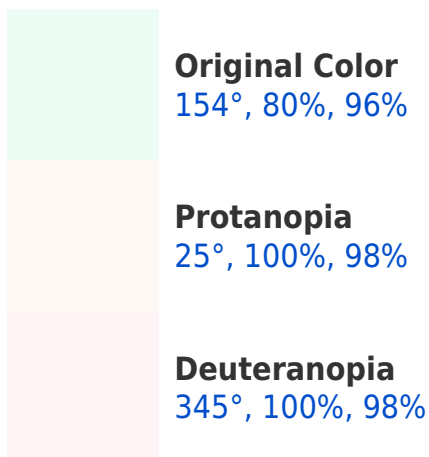 Original Color
154°, 80%, 96%
Protanopia
25°, 100%, 98%
Deuteranopia
345°, 100%, 98%